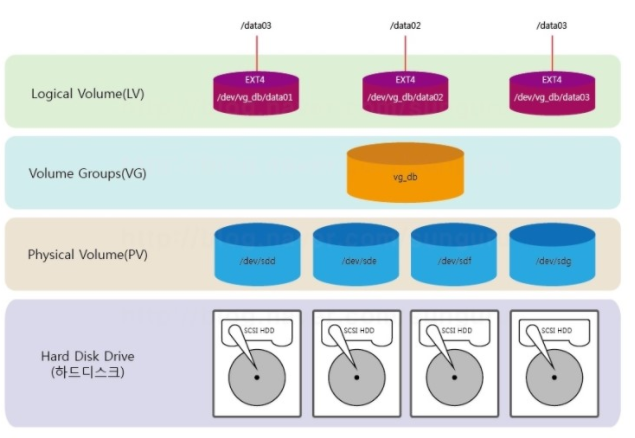 /data03 /data02 /data03
Logical Volume(LV)
EXT4 EXT4 EXT4
/dev/vg_db/data01 /dev/vg_db/data02 /dev/vg_db/data03
Volume Groups(VG)
vg_db
Physical Volume(PV)
/dev/sdd /dev/sde /dev/sdf /dev/sdg
SCSI HDD SCSI HDD SCSI HDD SCSI HDD
Hard Disk Drive
(하드디스크)